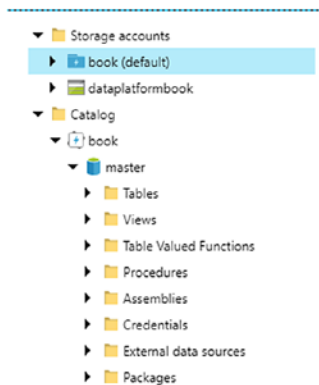 Storage accounts
book (default)
dataplatformbook
Catalog
book
master
Tables
Views
Table Valued Functions
Procedures
Assemblies
Credentials
External data sources
Packages